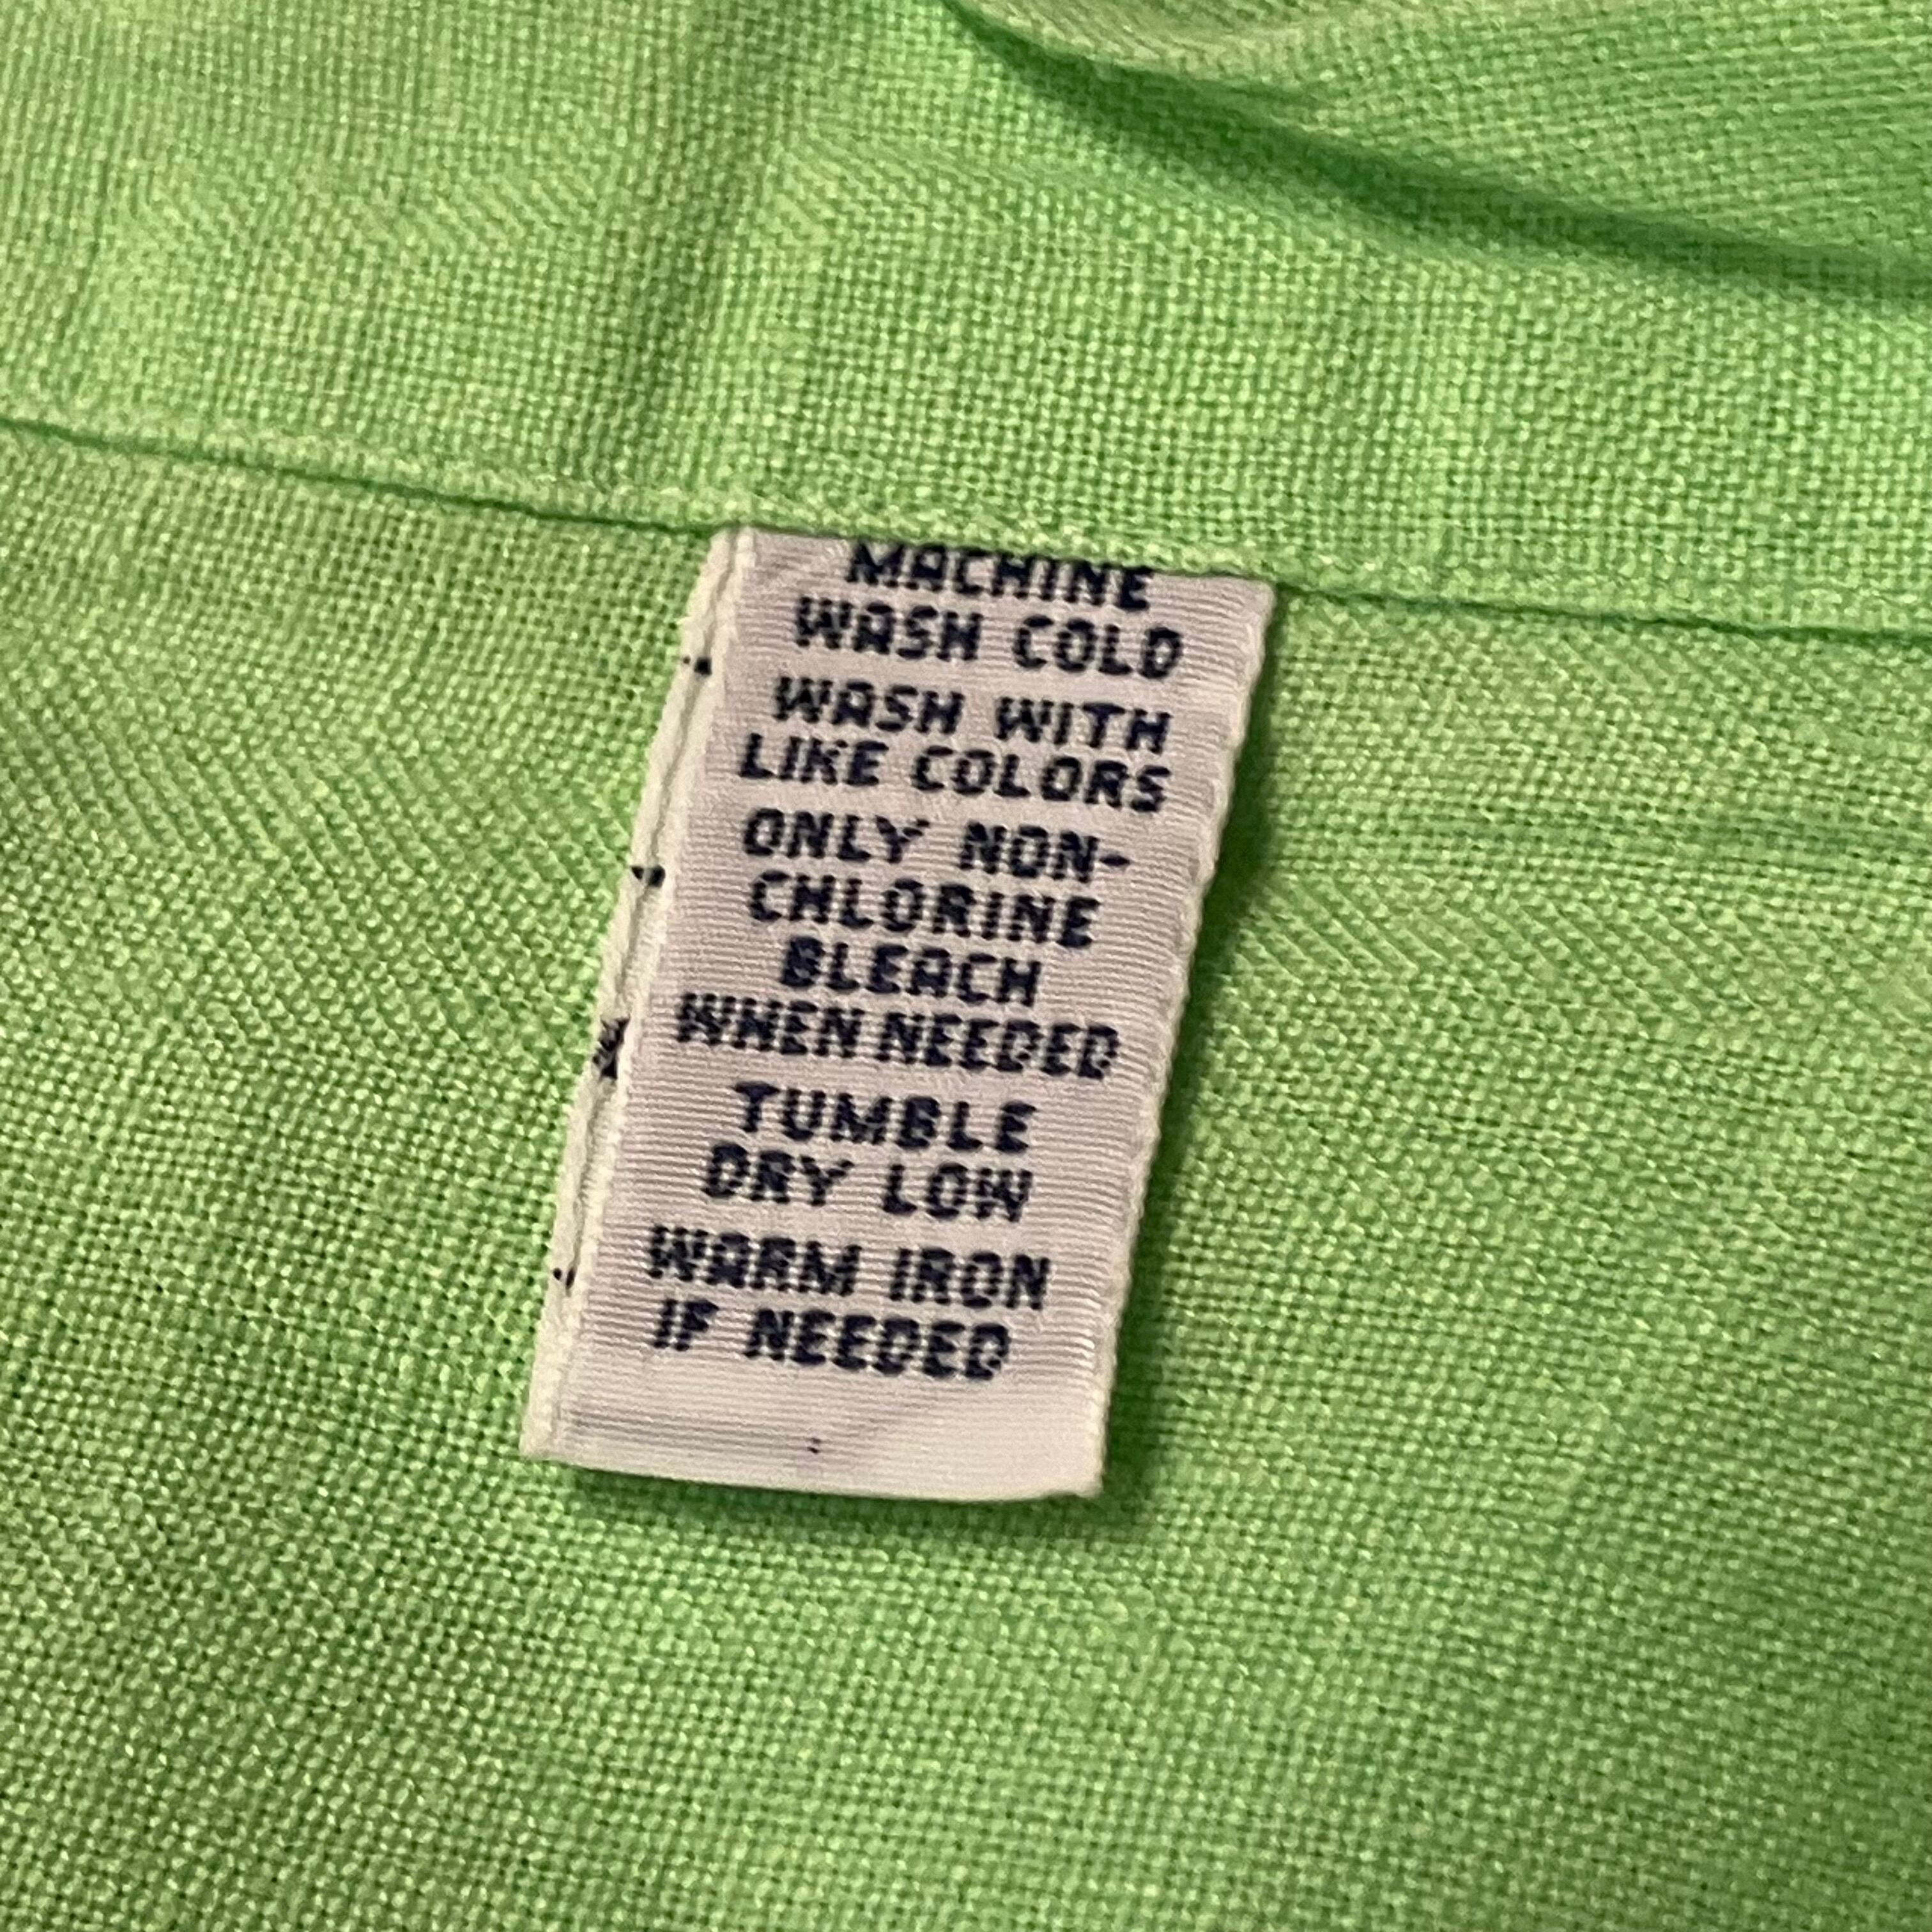 MACHINE
WASH COLD
WASH WITH
LIKE COLORS
ONLY NON-
CHLORINE
BLEACH
WHEN NEEDED
TUMBLE
DRY LOW
WARM IRON
IF NEEDED